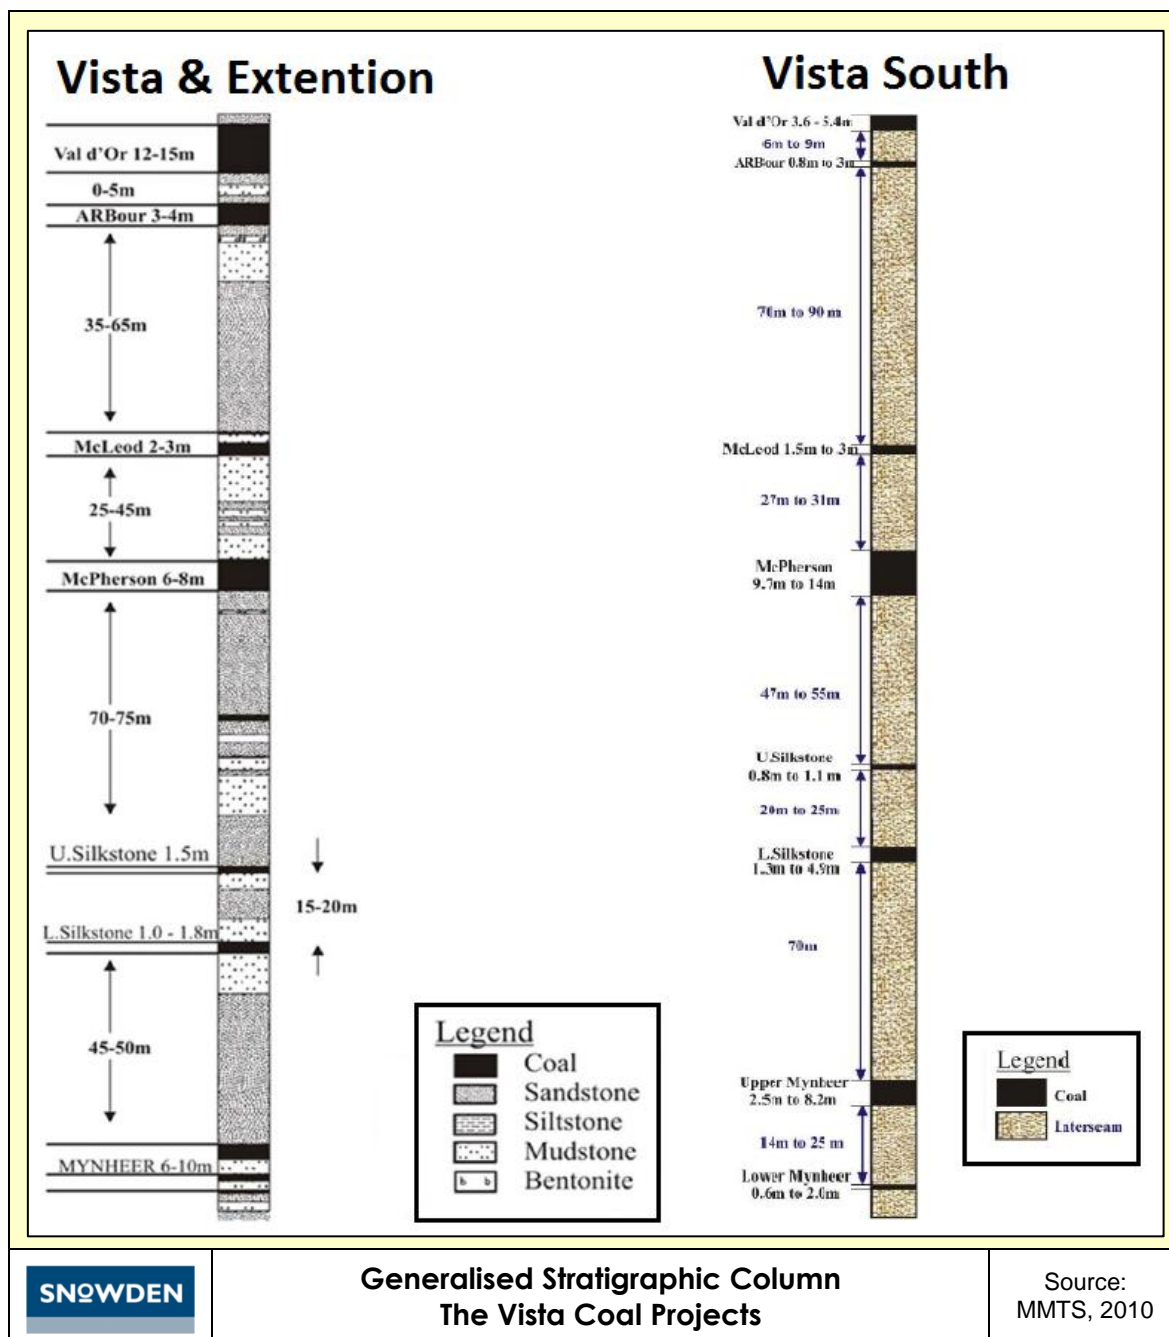 Vista & Extention
Val d'Or 12-15m
0-5m
ARBour 3-4m
35-65m
McLeod 2-3m
25-45m
McPherson 6-8m
70-75m
U.Silkstone 1.5m
15-20m
L.Silkstone 1.0 - 1.8m
45-50m
MYNHEER 6-10m
Legend
Coal
Sandstone
Siltstone
Mudstone
b b Bentonite
Vista South
Val d'Or 3.6 - 5.4m
6m to 9m
ARBour 0.8m to 3m
70m to 90 m
McLeod 1.5m to 3m
27m to 31m
McPherson
9.7m to 14m
47m to 55m
U.Silkstone
0.8m to 1.1 m
20m to 25m
L.Silkstone
1.3m to 4.9m
70m
Upper Mynheer
2.5m to 8.2m
14m to 25 m
Lower Mynheer
0.6m to 2.0m
Legend
Coal
Interseam
SNOWDEN
Generalised Stratigraphic Column
The Vista Coal Projects
Source:
MMTS, 2010